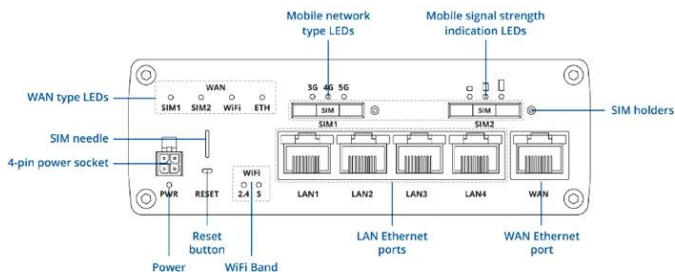 Mobile network
type LEDs
Mobile signal strength
indication LEDs
WAN
3G 4G 5G
WAN type LEDs
SIM1 SIM2 WiFi ETH
SIM
SIM
SIM holders
SIM1
SIM2
SIM needle
4-pin power socket
WiFi
2.4 5
PWR
RESET
LAN1
LAN2
LAN3
LAN4
WAN
Reset
button
LAN Ethernet
ports
WAN Ethernet
port
Power
WiFi Band